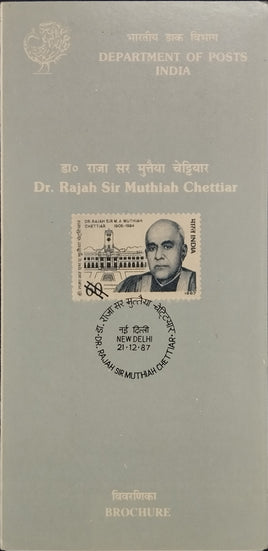 भारतीय डाक विभाग
DEPARTMENT OF POSTS
INDIA
डा० राजा सर मुत्तैया चेट्टियार
Dr. Rajah Sir Muthiah Chettiar
DR RAJAH SIR M A MUTHIAH
CHETTIAR 1905-1984
भारत INDIA
60
1987
डा. राजा सर मुत्तैया चेट्टियार
नई दिल्ली
NEW DELHI
21-12-87
DR. RAJAH SIR MUTHIAH CHETTIAR
विवरणिका
BROCHURE